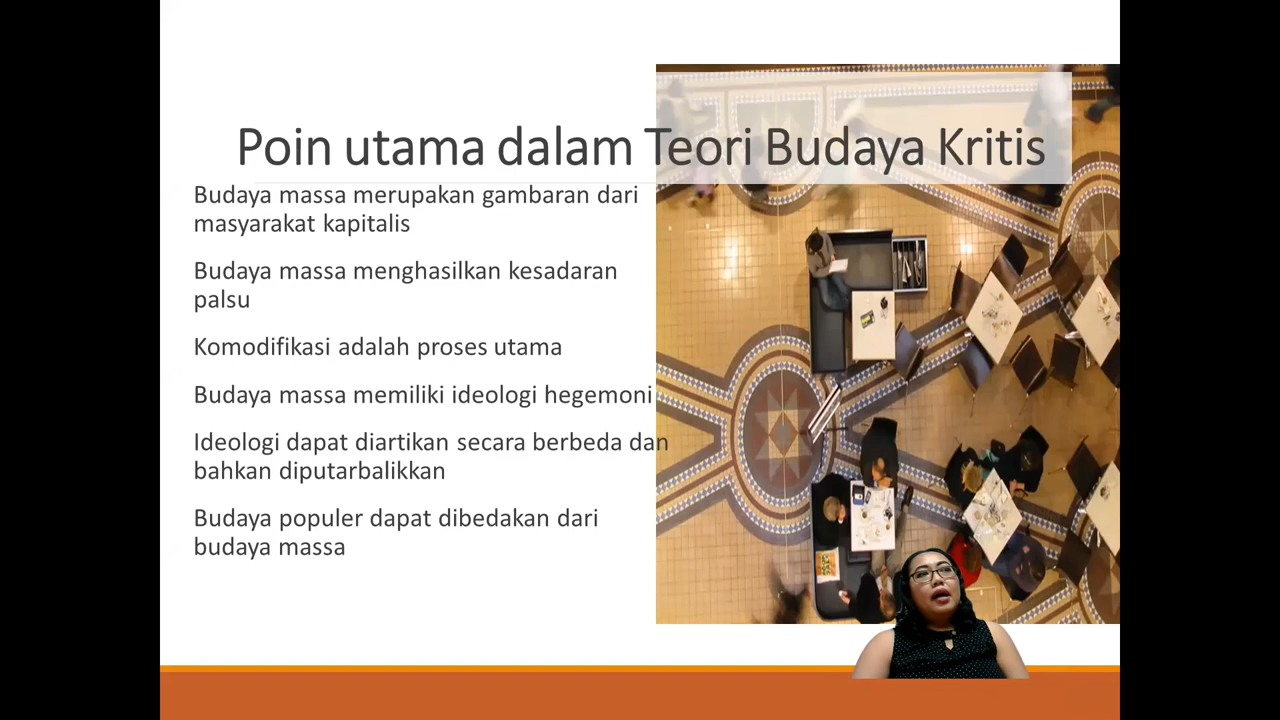 Poin utama dalam Teori Budaya Kritis
Budaya massa merupakan gambaran dari
masyarakat kapitalis
Budaya massa menghasilkan kesadaran
palsu
Komodifikasi adalah proses utama
Budaya massa memiliki ideologi hegemoni
Ideologi dapat diartikan secara berbeda dan
bahkan diputarbalikkan
Budaya populer dapat dibedakan dari
budaya massa